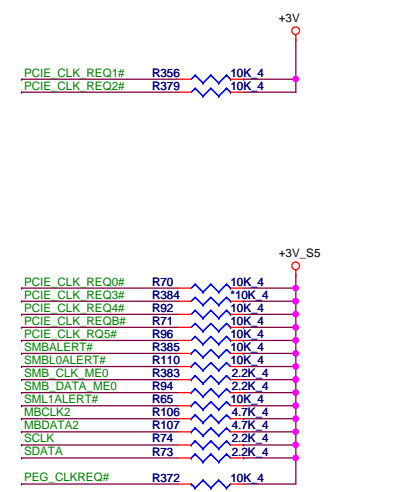 +3V
PCIE_CLK_REQ1# R356 10K_4
PCIE_CLK_REQ2# R379 10K_4
+3V_S5
PCIE_CLK_REQ0# R70 10K_4
PCIE_CLK_REQ3# R384 *10K_4
PCIE_CLK_REQ4# R92 10K_4
PCIE_CLK_REQB# R71 10K_4
PCIE_CLK_RQ5# R96 10K_4
SMBALERT# R385 10K_4
SMBL0ALERT# R110 10K_4
SMB_CLK_ME0 R383 2.2K_4
SMB_DATA_ME0 R94 2.2K_4
SML1ALERT# R65 10K_4
MBCLK2 R106 4.7K_4
MBDATA2 R107 4.7K_4
SCLK R74 2.2K_4
SDATA R73 2.2K_4
PEG_CLKREQ# R372 10K_4